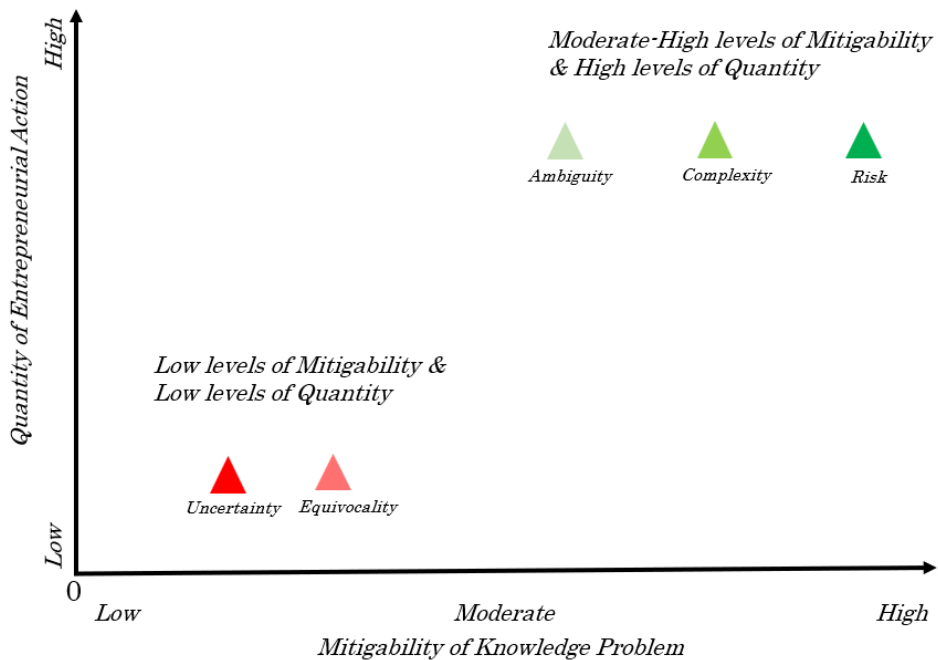 High
Moderate-High levels of Mitigability
& High levels of Quantity
Quantity of Entrepreneurial Action
Ambiguity
Complexity
Risk
Low levels of Mitigability &
Low levels of Quantity
Uncertainty
Equivocality
Low
0
Low
Moderate
High
Mitigability of Knowledge Problem